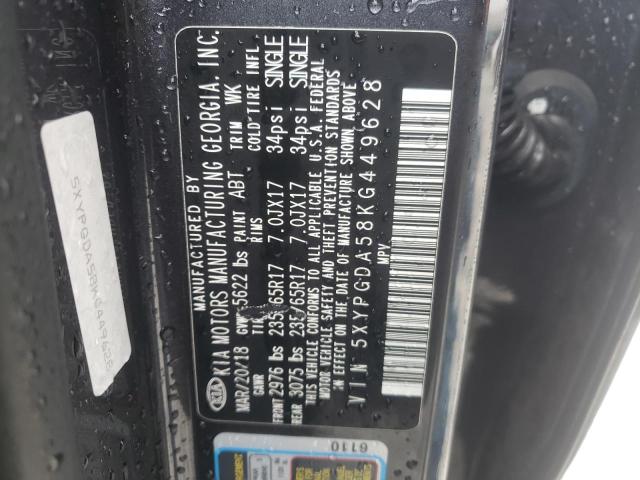 MANUFACTURED BY
KIA KIA MOTORS MANUFACTURING GEORGIA, INC.
MAR/20/18 GVWR 5622 lbs PAINT ABT TRIM WK
GAWR TIRE RIMS COLD TIRE INFL.
FRONT 2976 lbs 235/65R17 7.0JX17 34psi SINGLE
REAR 3075 lbs 235/65R17 7.0JX17 34psi SINGLE
THIS VEHICLE CONFORMS TO ALL APPLICABLE U.S.A. FEDERAL
MOTOR VEHICLE SAFETY AND THEFT PREVENTION STANDARDS
IN EFFECT ON THE DATE OF MANUFACTURE SHOWN ABOVE.
VIN 5XYPGDA58KG449628
MPV
5XYPGDA58KG449628
6110